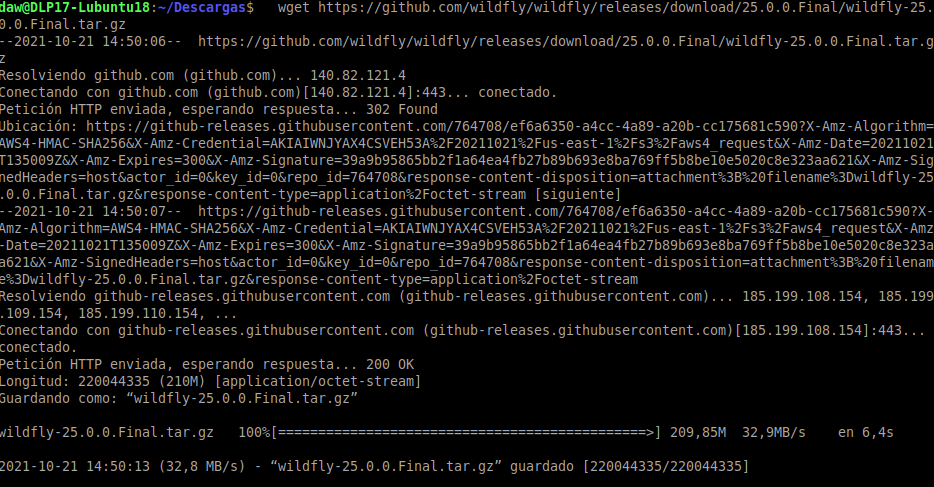 daw@DLP17-Lubuntu18:~/Descargas$   wget https://github.com/wildfly/wildfly/releases/download/25.0.0.Final/wildfly-25.
0.0.Final.tar.gz
--2021-10-21 14:50:06--  https://github.com/wildfly/wildfly/releases/download/25.0.0.Final/wildfly-25.0.0.Final.tar.g
z
Resolviendo github.com (github.com)... 140.82.121.4
Conectando con github.com (github.com)[140.82.121.4]:443... conectado.
Petición HTTP enviada, esperando respuesta... 302 Found
Ubicación: https://github-releases.githubusercontent.com/764708/ef6a6350-a4cc-4a89-a20b-cc175681c590?X-Amz-Algorithm=
AWS4-HMAC-SHA256&X-Amz-Credential=AKIAIWNJYAX4CSVEH53A%2F20211021%2Fus-east-1%2Fs3%2Faws4_request&X-Amz-Date=20211021
T135009Z&X-Amz-Expires=300&X-Amz-Signature=39a9b95865bb2f1a64ea4fb27b89b693e8ba769ff5b8be10e5020c8e323aa621&X-Amz-Sig
nedHeaders=host&actor_id=0&key_id=0&repo_id=764708&response-content-disposition=attachment%3B%20filename%3Dwildfly-25
.0.0.Final.tar.gz&response-content-type=application%2Foctet-stream [siguiente]
--2021-10-21 14:50:07--  https://github-releases.githubusercontent.com/764708/ef6a6350-a4cc-4a89-a20b-cc175681c590?X-
Amz-Algorithm=AWS4-HMAC-SHA256&X-Amz-Credential=AKIAIWNJYAX4CSVEH53A%2F20211021%2Fus-east-1%2Fs3%2Faws4_request&X-Amz
-Date=20211021T135009Z&X-Amz-Expires=300&X-Amz-Signature=39a9b95865bb2f1a64ea4fb27b89b693e8ba769ff5b8be10e5020c8e323a
a621&X-Amz-SignedHeaders=host&actor_id=0&key_id=0&repo_id=764708&response-content-disposition=attachment%3B%20filenam
e%3Dwildfly-25.0.0.Final.tar.gz&response-content-type=application%2Foctet-stream
Resolviendo github-releases.githubusercontent.com (github-releases.githubusercontent.com)... 185.199.108.154, 185.199
.109.154, 185.199.110.154, ...
Conectando con github-releases.githubusercontent.com (github-releases.githubusercontent.com)[185.199.108.154]:443...
conectado.
Petición HTTP enviada, esperando respuesta... 200 OK
Longitud: 220044335 (210M) [application/octet-stream]
Guardando como: “wildfly-25.0.0.Final.tar.gz”
wildfly-25.0.0.Final.tar.gz   100%[=============================================>] 209,85M  32,9MB/s    en 6,4s
2021-10-21 14:50:13 (32,8 MB/s) - “wildfly-25.0.0.Final.tar.gz” guardado [220044335/220044335]